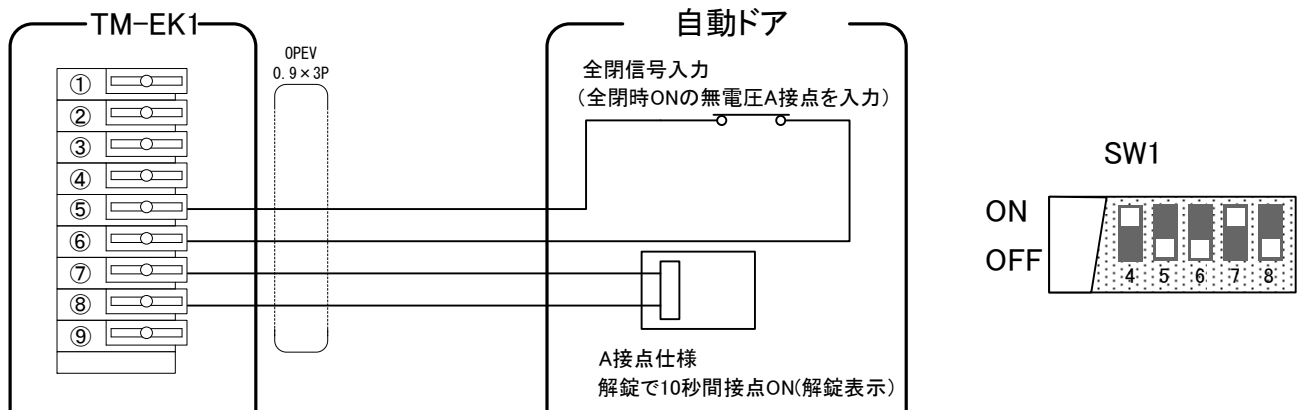 TM-EK1
①
②
③
④
⑤
⑥
⑦
⑧
⑨
OPEV
0.9×3P
自動ドア
全閉信号入力
（全閉時ONの無電圧A接点を入力）
A接点仕様
解錠で10秒間接点ON(解錠表示）
SW1
ON
OFF
4 5 6 7 8